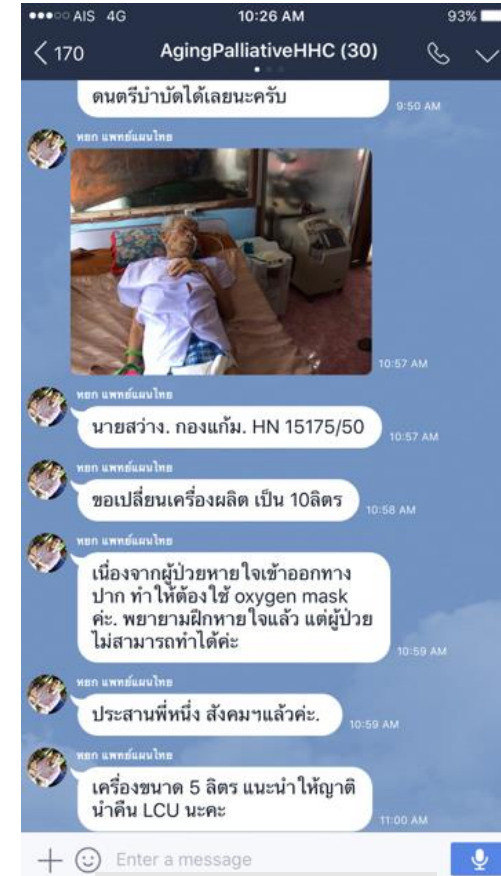 AIS 4G 10:26 AM 93%
170 AgingPalliativeHHC (30)
ดนตรีบำบัดได้เลยนะครับ
9:50 AM
หยก แพทย์แผนไทย
10:57 AM
หยก แพทย์แผนไทย
นายสว่าง. กองแก้ม. HN 15175/50
10:57 AM
หยก แพทย์แผนไทย
ขอเปลี่ยนเครื่องผลิต เป็น 10ลิตร
10:58 AM
หยก แพทย์แผนไทย
เนื่องจากผู้ป่วยหายใจเข้าออกทาง
ปาก ทำให้ต้องใช้ oxygen mask
ค่ะ. พยายามฝึกหายใจแล้ว แต่ผู้ป่วย
ไม่สามารถทำได้ค่ะ
10:59 AM
หยก แพทย์แผนไทย
ประสานพี่หนึ่ง สังคมฯแล้วค่ะ.
10:59 AM
หยก แพทย์แผนไทย
เครื่องขนาด 5 ลิตร แนะนำให้ญาติ
นำคืน LCU นะคะ
11:00 AM
Enter a message